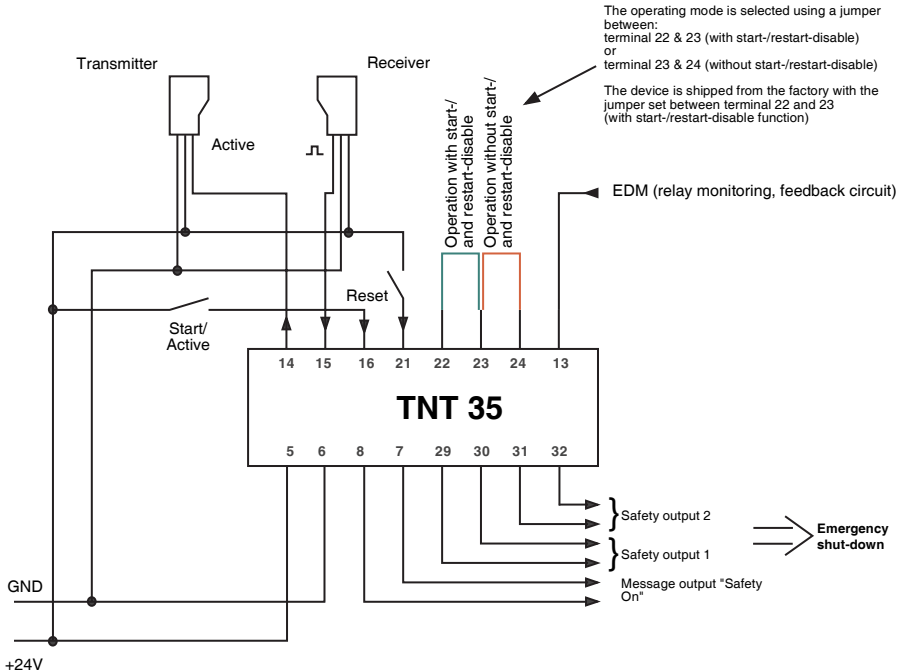 The operating mode is selected using a jumper
between:
terminal 22 & 23 (with start-/restart-disable)
or
terminal 23 & 24 (without start-/restart-disable)
The device is shipped from the factory with the
jumper set between terminal 22 and 23
(with start-/restart-disable function)
Transmitter
Receiver
Active
Operation with start-/
and restart-disable
Operation without start-/
and restart-disable
EDM (relay monitoring, feedback circuit)
Reset
Start/
Active
14 15 16 21 22 23 24 13
TNT 35
5 6 8 7 29 30 31 32
Safety output 2
Safety output 1
Emergency
shut-down
Message output "Safety
On"
GND
+24V